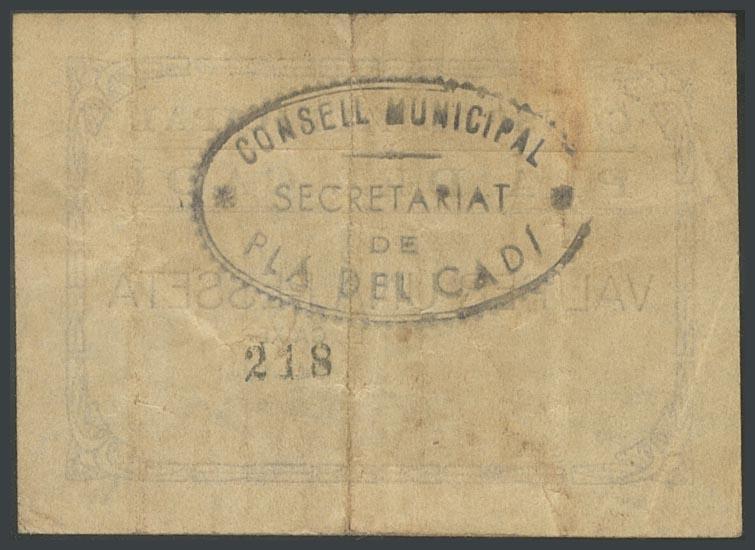 CONSELL MUNICIPAL
SECRETARIAT
DE
PLÀ DEL CADÍ
218